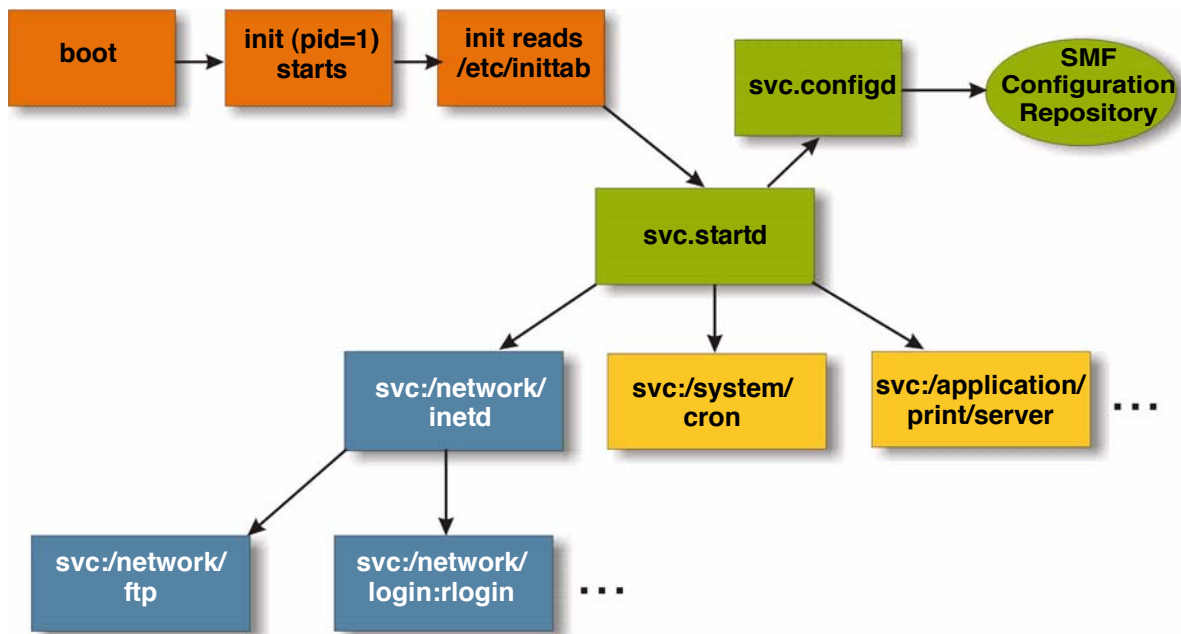 boot
init (pid=1)
starts
init reads
/etc/inittab
svc.configd
SMF
Configuration
Repository
svc.startd
svc:/network/
inetd
svc:/system/
cron
svc:/application/
print/server
...
svc:/network/
ftp
svc:/network/
login:rlogin
...